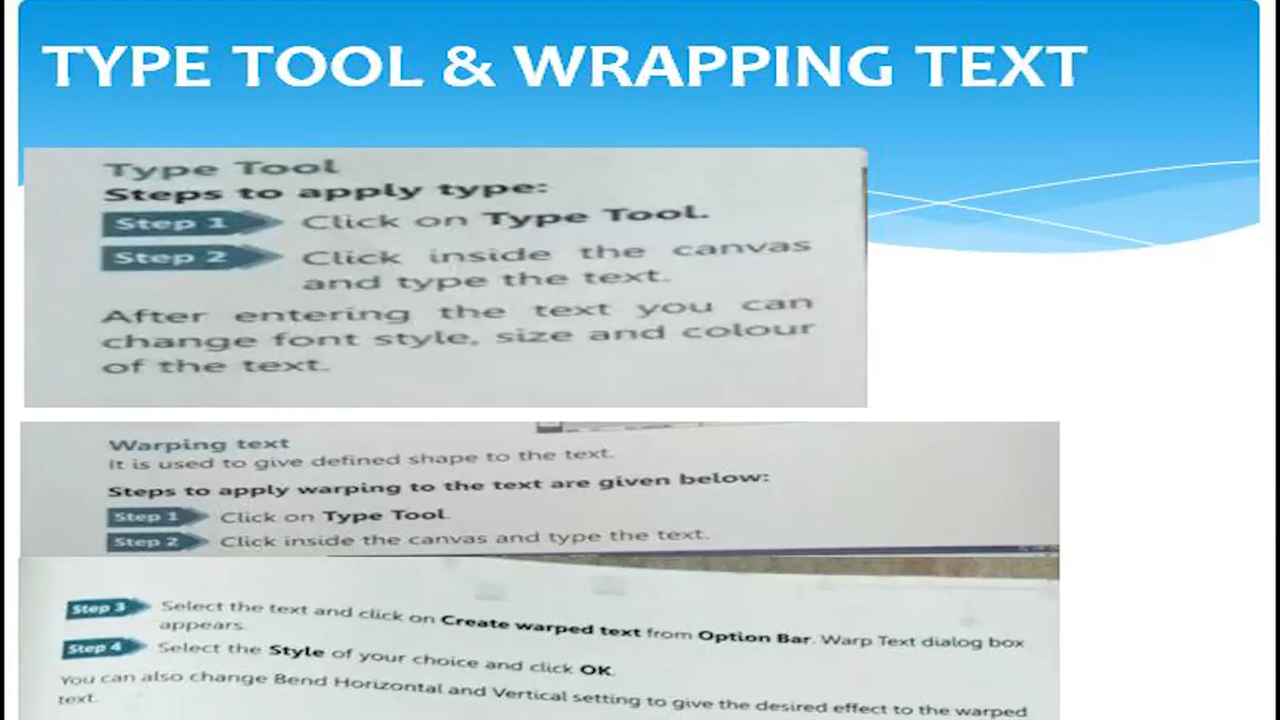 TYPE TOOL & WRAPPING TEXT
Type Tool
Steps to apply type:
Step 1 Click on Type Tool.
Step 2 Click inside the canvas
and type the text.
After entering the text you can
change font style, size and colour
of the text.
Warping text
It is used to give defined shape to the text.
Steps to apply warping to the text are given below:
Step 1 Click on Type Tool
Step 2 Click inside the canvas and type the text.
Step 3 Select the text and click on Create warped text from Option Bar. Warp Text dialog box
appears.
Step 4 Select the Style of your choice and click OK.
You can also change Bend Horizontal and Vertical setting to give the desired effect to the warped
text.